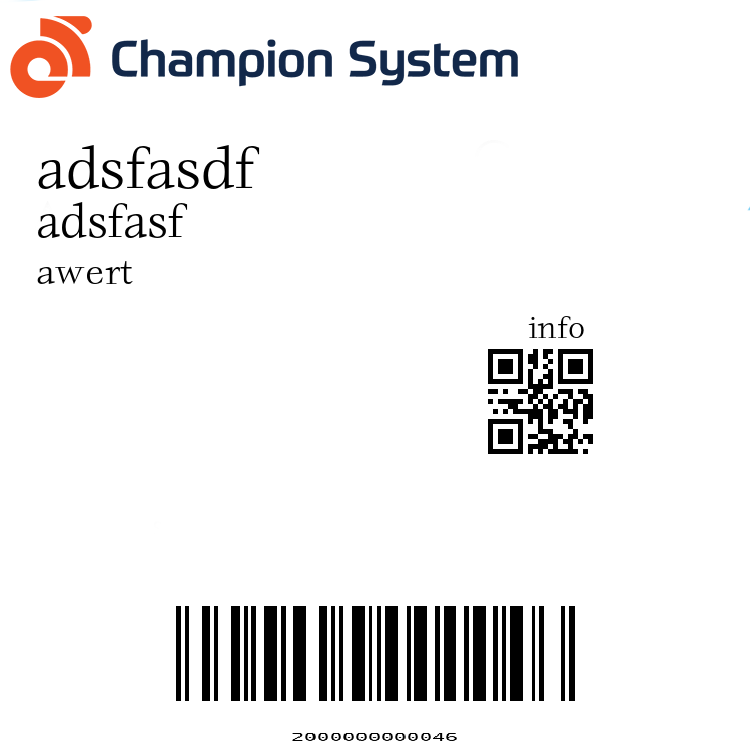 Champion System
adsfasdf
adsfasf
awert
info
2000000000046